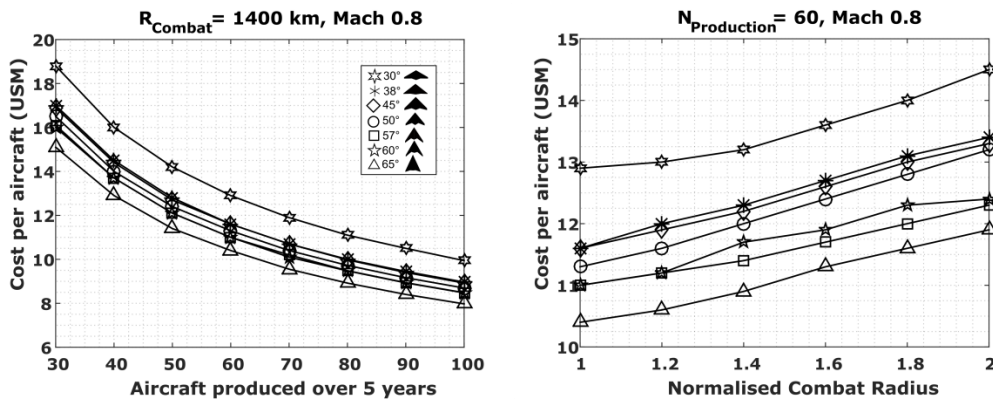 R_Combat = 1400 km, Mach 0.8
Cost per aircraft (USM)
20
18
16
14
12
10
8
6
30 40 50 60 70 80 90 100
Aircraft produced over 5 years
30°
38°
45°
50°
57°
60°
65°
N_Production = 60, Mach 0.8
Cost per aircraft (USM)
15
14
13
12
11
10
1 1.2 1.4 1.6 1.8 2
Normalised Combat Radius